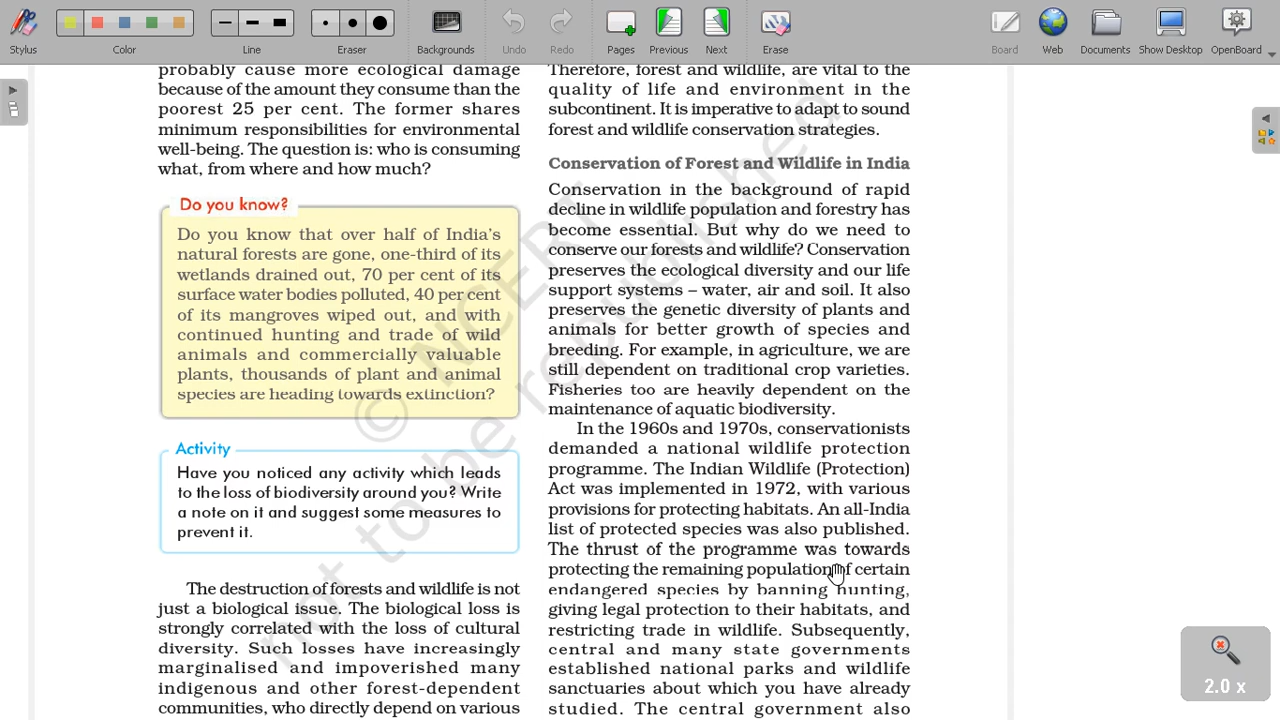 Stylus
Color
Line
Eraser
Backgrounds
Undo
Redo
Pages
Previous
Next
Erase
Board
Web
Documents
Show Desktop
OpenBoard
probably cause more ecological damage
because of the amount they consume than the
poorest 25 per cent. The former shares
minimum responsibilities for environmental
well-being. The question is: who is consuming
what, from where and how much?
Do you know?
Do you know that over half of India's
natural forests are gone, one-third of its
wetlands drained out, 70 per cent of its
surface water bodies polluted, 40 per cent
of its mangroves wiped out, and with
continued hunting and trade of wild
animals and commercially valuable
plants, thousands of plant and animal
species are heading towards extinction?
Activity
Have you noticed any activity which leads
to the loss of biodiversity around you? Write
a note on it and suggest some measures to
prevent it.
The destruction of forests and wildlife is not
just a biological issue. The biological loss is
strongly correlated with the loss of cultural
diversity. Such losses have increasingly
marginalised and impoverished many
indigenous and other forest-dependent
communities, who directly depend on various
Therefore, forest and wildlife, are vital to the
quality of life and environment in the
subcontinent. It is imperative to adapt to sound
forest and wildlife conservation strategies.
Conservation of Forest and Wildlife in India
Conservation in the background of rapid
decline in wildlife population and forestry has
become essential. But why do we need to
conserve our forests and wildlife? Conservation
preserves the ecological diversity and our life
support systems – water, air and soil. It also
preserves the genetic diversity of plants and
animals for better growth of species and
breeding. For example, in agriculture, we are
still dependent on traditional crop varieties.
Fisheries too are heavily dependent on the
maintenance of aquatic biodiversity.
In the 1960s and 1970s, conservationists
demanded a national wildlife protection
programme. The Indian Wildlife (Protection)
Act was implemented in 1972, with various
provisions for protecting habitats. An all-India
list of protected species was also published.
The thrust of the programme was towards
protecting the remaining population of certain
endangered species by banning hunting,
giving legal protection to their habitats, and
restricting trade in wildlife. Subsequently,
central and many state governments
established national parks and wildlife
sanctuaries about which you have already
studied. The central government also
© NCERT
not to be republished
2.0 x